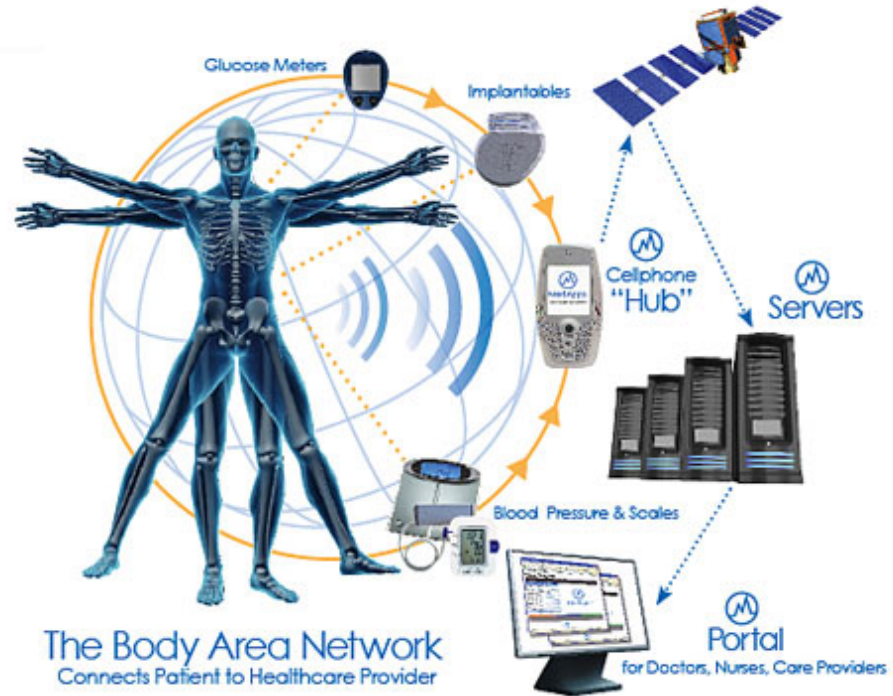 Glucose Meters
Implantables
Cellphone
"Hub"
Servers
MedApps
Blood Pressure & Scales
The Body Area Network
Connects Patient to Healthcare Provider
Portal
for Doctors, Nurses, Care Providers